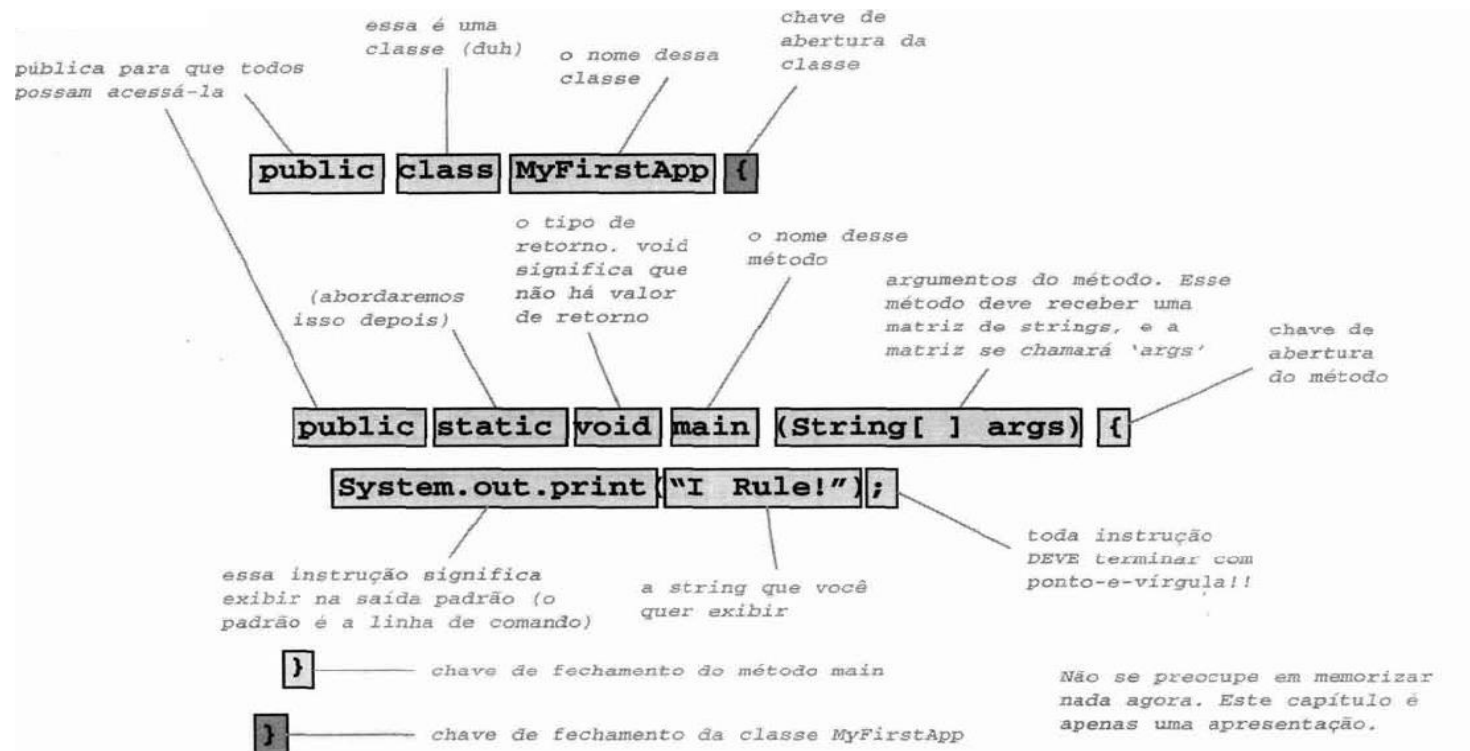 essa é uma
classe (duh)
chave de
abertura da
classe
o nome dessa
classe
pública para que todos
possam acessá-la
public class MyFirstApp {
o tipo de
retorno. void
significa que
não há valor
de retorno
o nome desse
método
argumentos do método. Esse
método deve receber uma
matriz de strings, e a
matriz se chamará 'args'
(abordaremos
isso depois)
chave de
abertura
do método
public static void main (String[ ] args) {
System.out.print("I Rule!");
toda instrução
DEVE terminar com
ponto-e-vírgula!!
essa instrução significa
exibir na saída padrão (o
padrão é a linha de comando)
a string que você
quer exibir
} chave de fechamento do método main
Não se preocupe em memorizar
nada agora. Este capítulo é
apenas uma apresentação.
} chave de fechamento da classe MyFirstApp